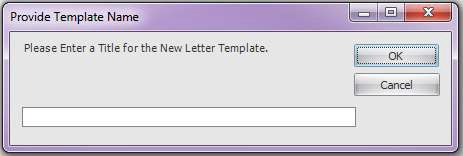 Provide Template Name
Please Enter a Title for the New Letter Template.
OK
Cancel